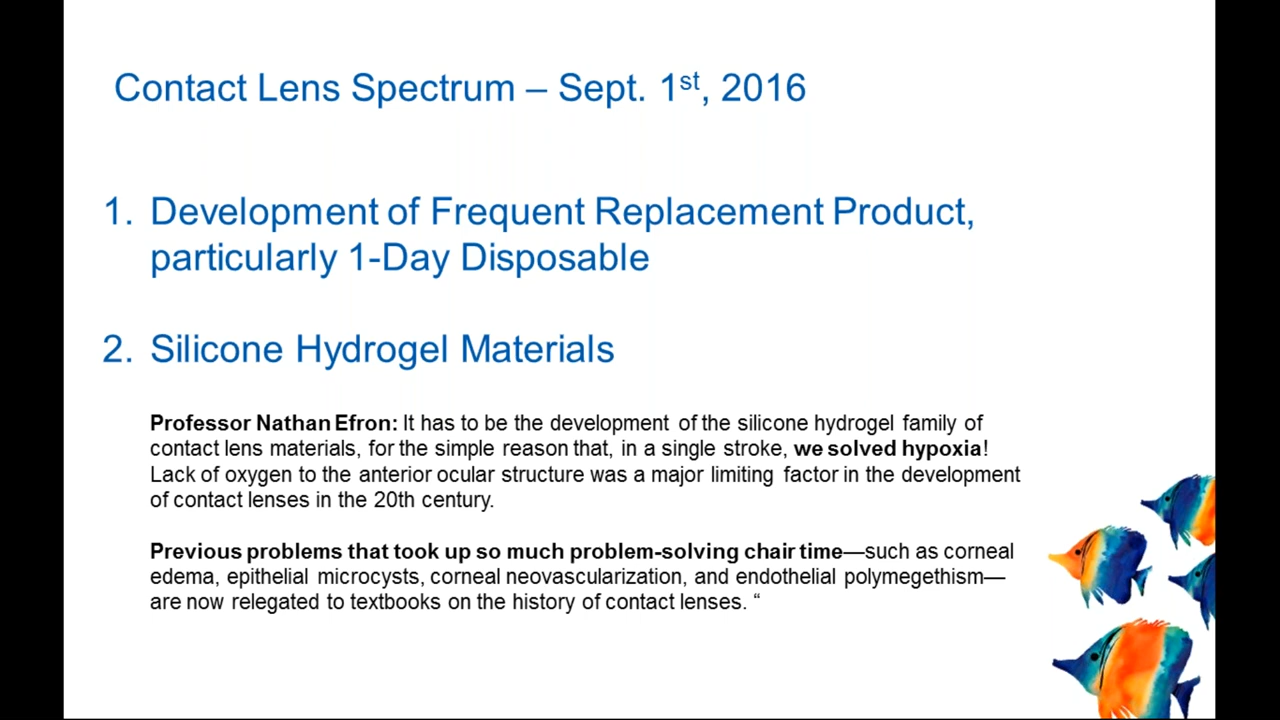 Contact Lens Spectrum – Sept. 1st, 2016
1. Development of Frequent Replacement Product,
particularly 1-Day Disposable
2. Silicone Hydrogel Materials
Professor Nathan Efron: It has to be the development of the silicone hydrogel family of
contact lens materials, for the simple reason that, in a single stroke, we solved hypoxia!
Lack of oxygen to the anterior ocular structure was a major limiting factor in the development
of contact lenses in the 20th century.
Previous problems that took up so much problem-solving chair time—such as corneal
edema, epithelial microcysts, corneal neovascularization, and endothelial polymegethism—
are now relegated to textbooks on the history of contact lenses. “